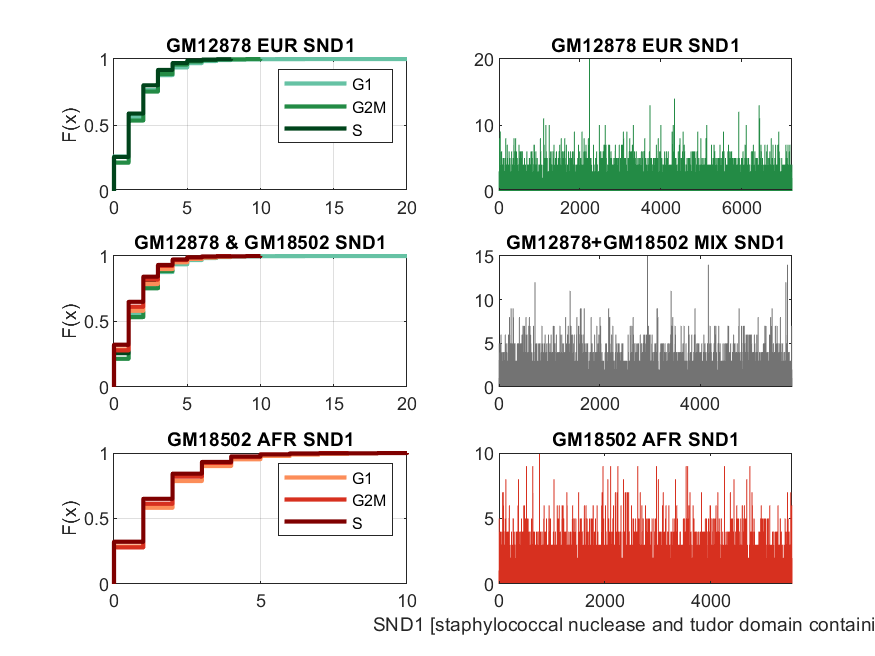 GM12878 EUR SND1
F(x)
1
0.5
0
0 5 10 15 20
G1
G2M
S
GM12878 EUR SND1
20
10
0
0 2000 4000 6000
GM12878 & GM18502 SND1
F(x)
1
0.5
0
0 5 10 15 20
GM12878+GM18502 MIX SND1
15
10
5
0
0 2000 4000
GM18502 AFR SND1
F(x)
1
0.5
0
0 5 10
G1
G2M
S
GM18502 AFR SND1
10
5
0
0 2000 4000
SND1 [staphylococcal nuclease and tudor domain containi